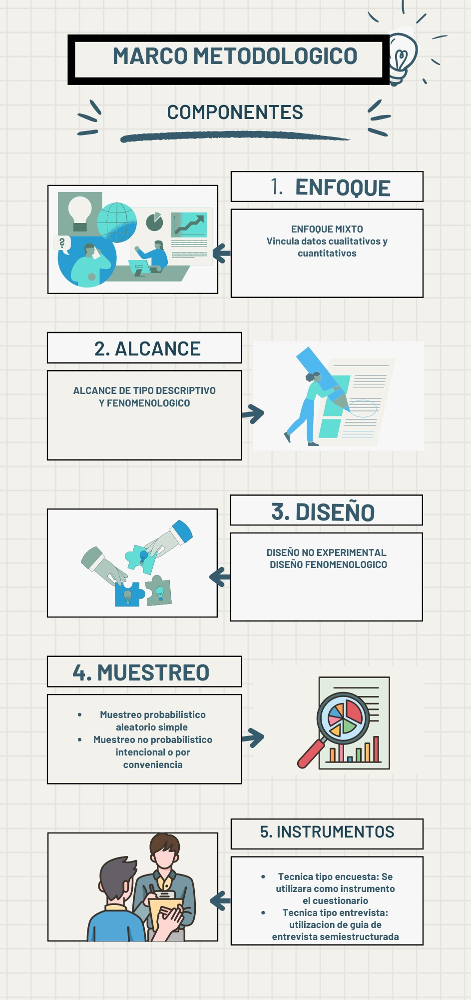 MARCO METODOLOGICO
COMPONENTES
1. ENFOQUE
ENFOQUE MIXTO
Vincula datos cualitativos y
cuantitativos
?
2. ALCANCE
ALCANCE DE TIPO DESCRIPTIVO
Y FENOMENOLOGICO
3. DISEÑO
DISEÑO NO EXPERIMENTAL
DISEÑO FENOMENOLOGICO
4. MUESTREO
• Muestreo probabilistico
aleatorio simple
• Muestreo no probabilistico
intencional o por
conveniencia
5. INSTRUMENTOS
• Tecnica tipo encuesta: Se
utilizara como instrumento
el cuestionario
• Tecnica tipo entrevista:
utilizacion de guia de
entrevista semiestructurada